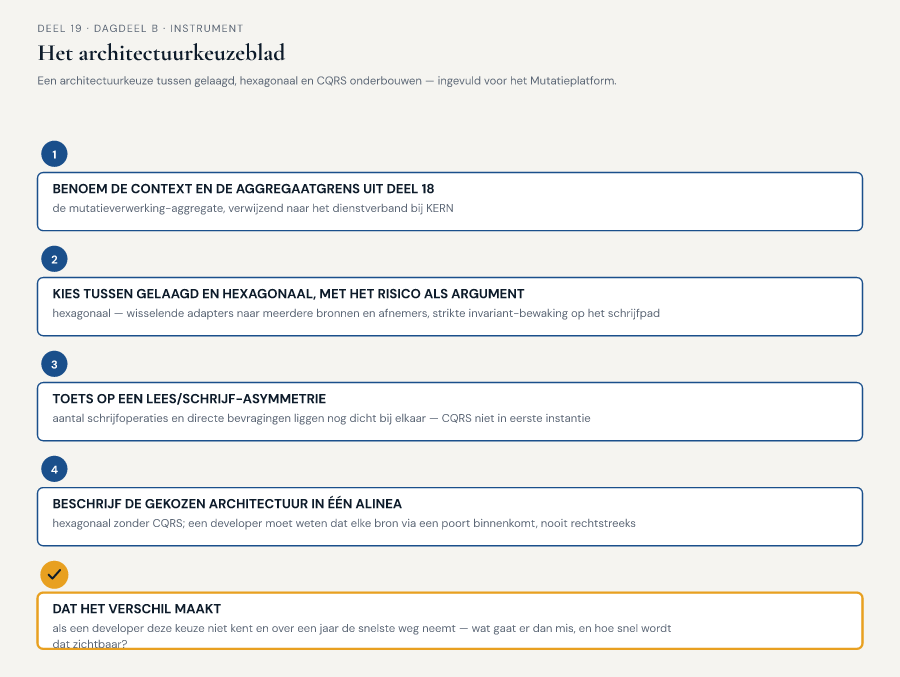 DEEL 19 · DAGDEEL B · INSTRUMENT
Het architectuurkeuzeblad
Een architectuurkeuze tussen gelaagd, hexagonaal en CQRS onderbouwen — ingevuld voor het Mutatieplatform.
1
BENOEM DE CONTEXT EN DE AGGREGAATGRENS UIT DEEL 18
de mutatieverwerking-aggregate, verwijzend naar het dienstverband bij KERN
2
KIES TUSSEN GELAAGD EN HEXAGONAAL, MET HET RISICO ALS ARGUMENT
hexagonaal — wisselende adapters naar meerdere bronnen en afnemers, strikte invariant-bewaking op het schrijfpad
3
TOETS OP EEN LEES/SCHRIJF-ASYMMETRIE
aantal schrijfoperaties en directe bevragingen liggen nog dicht bij elkaar — CQRS niet in eerste instantie
4
BESCHRIJF DE GEKOZEN ARCHITECTUUR IN ÉÉN ALINEA
hexagonaal zonder CQRS; een developer moet weten dat elke bron via een poort binnenkomt, nooit rechtstreeks
DAT HET VERSCHIL MAAKT
als een developer deze keuze niet kent en over een jaar de snelste weg neemt — wat gaat er dan mis, en hoe snel wordt
dat zichtbaar?